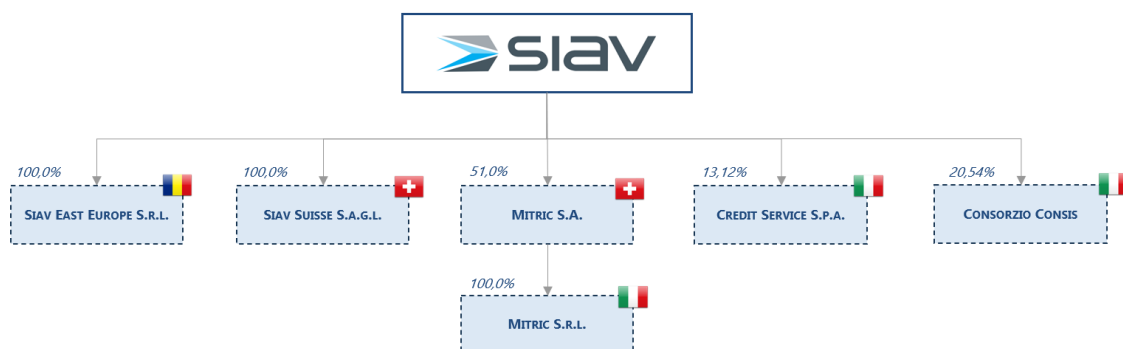 SIAV
100,0%
100,0%
51,0%
13,12%
20,54%
SIAV EAST EUROPE S.R.L.
SIAV SUISSE S.A.G.L.
MITRIC S.A.
CREDIT SERVICE S.P.A.
CONSORZIO CONSIS
100,0%
MITRIC S.R.L.